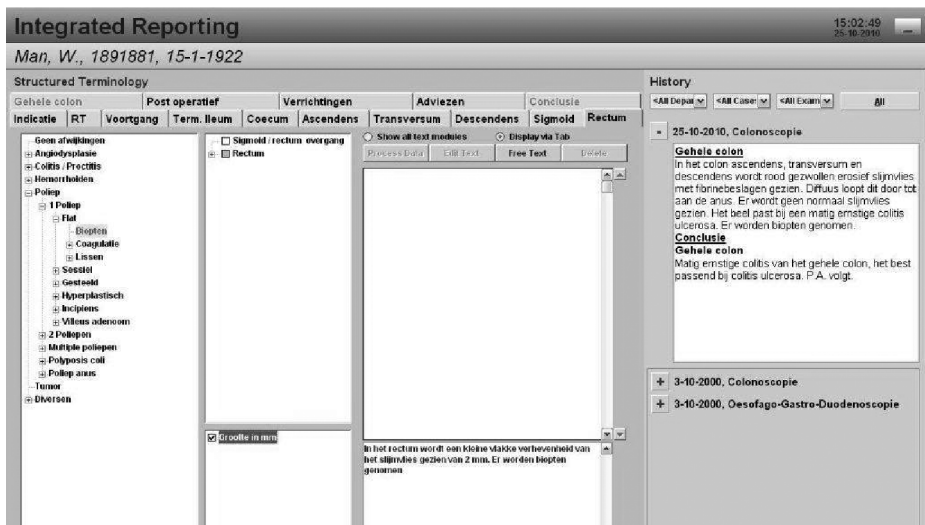 Integrated Reporting
15:02:49
25-10-2010
Man, W., 1891881, 15-1-1922
Structured Terminology
Gehele colon
Post operatief
Verrichtingen
Adviezen
Conclusie
Indicatie
RT
Voortgang
Term. Ileum
Coecum
Ascendens
Transversum
Descendens
Sigmoid
Rectum
Geen afwijkingen
Angiodysplasie
Colitis / Proctitis
Hemorrhoiden
Poliep
1 Poliep
Flat
Biopten
Coagulatie
Lissen
Sessiel
Gesteeld
Hyperplastisch
Incipiens
Villeus adenoom
2 Poliepen
Multiple poliepen
Polyposis coli
Poliep anus
Tumor
Diversen
Sigmoid / rectum overgang
Rectum
Grootte in mm
Show all text modules
Display via Tab
Process Data
Edit Text
Free Text
Delete
In het rectum wordt een kleine vlakke verhevenheid van
het slijmvlies gezien van 2 mm. Er worden biopten
genomen
History
<All Depar
<All Case
<All Exam
All
25-10-2010, Colonoscopie
Gehele colon
In het colon ascendens, transversum en
descendens wordt rood gezwollen erosief slijmvlies
met fibrinebeslagen gezien. Diffuus loopt dit door tot
aan de anus. Er wordt geen normaal slijmvlies
gezien. Het beel past bij een matig ernstige colitis
ulcerosa. Er worden biopten genomen.
Conclusie
Gehele colon
Matig ernstige colitis van het gehele colon, het best
passend bij colitis ulcerosa. P.A. volgt.
3-10-2000, Colonoscopie
3-10-2000, Oesofago-Gastro-Duodenoscopie